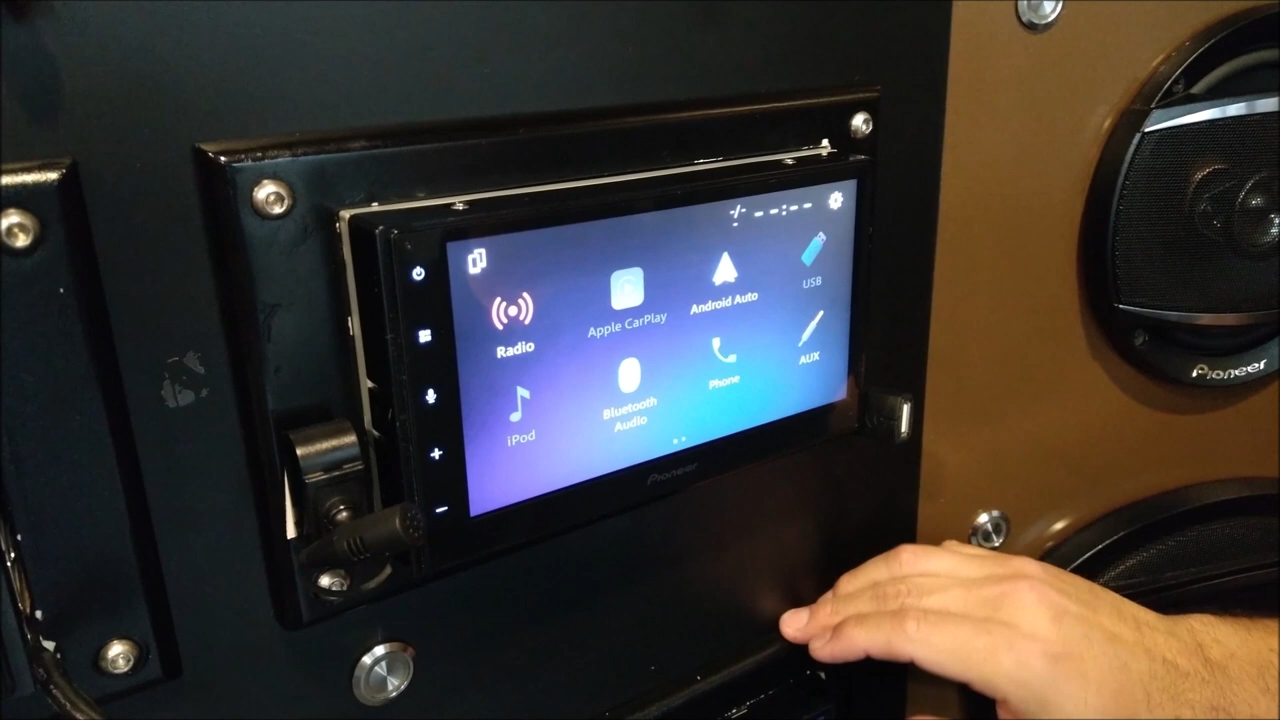 -/- --:--
Radio
Apple CarPlay
Android Auto
USB
iPod
Bluetooth
Audio
Phone
AUX
Pioneer
Pioneer